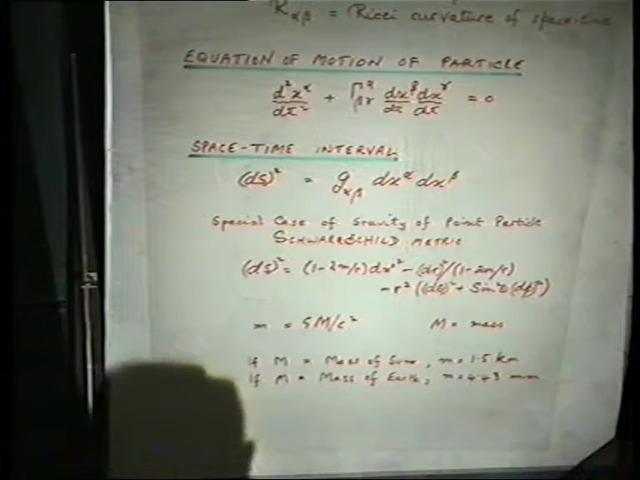 R_αβ = Ricci curvature of space-time
EQUATION OF MOTION OF PARTICLE
d²x^α/dτ² + Γ^α_βγ dx^β/dτ dx^γ/dτ = 0
SPACE-TIME INTERVAL
(ds)² = g_αβ dx^α dx^β
Special Case of Gravity of Point Particle
SCHWARZSCHILD METRIC
(ds)² = (1-2m/r)dx⁰² - (dr)²/(1-2m/r)
- r² ((dθ)² + Sin²θ(dφ)²)
m = GM/c² M = mass
If M = Mass of Sun, m = 1.5 km
If M = Mass of Earth, m = 4.43 mm